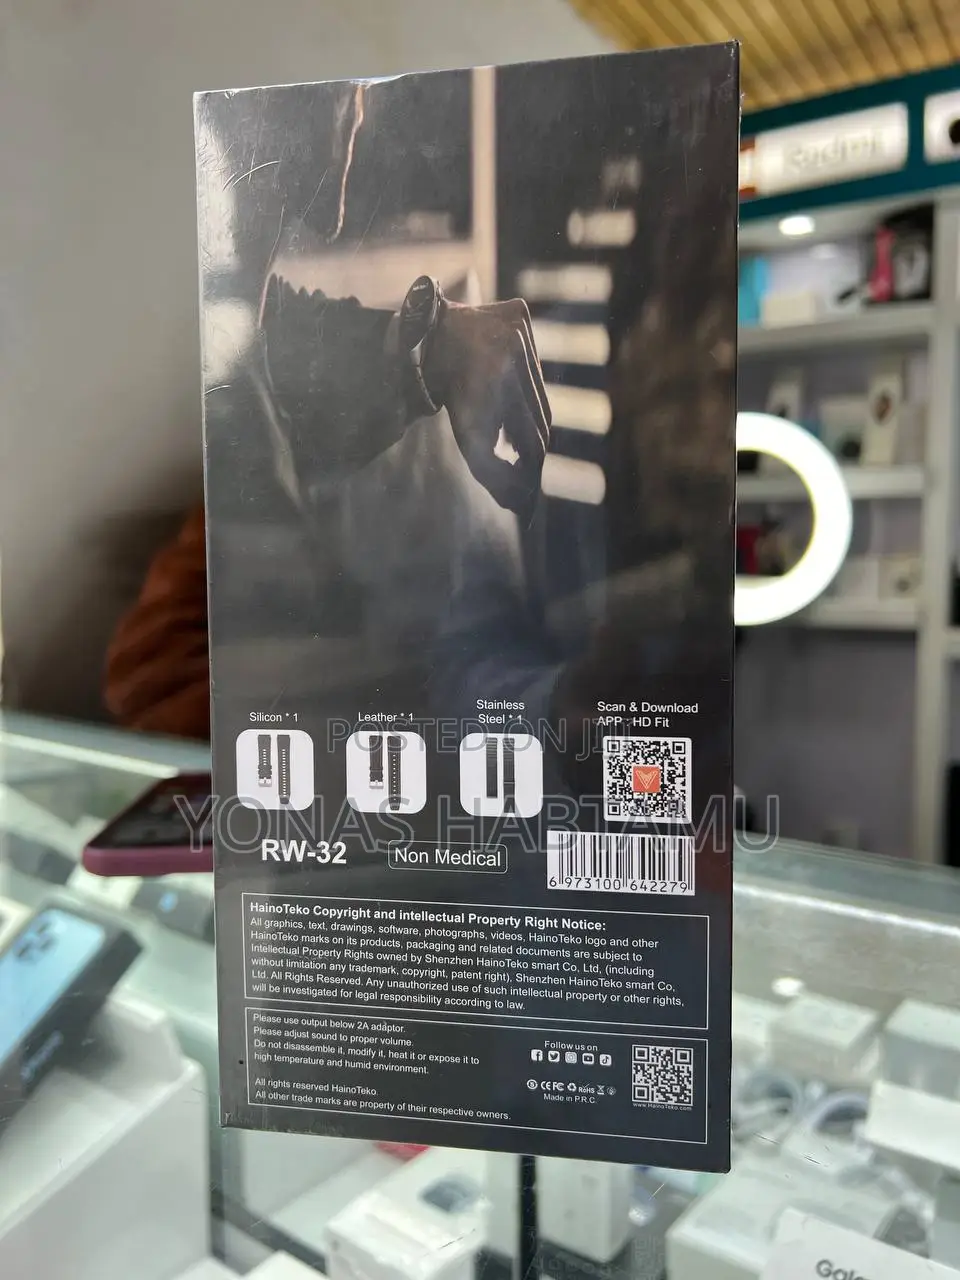 Redmi
Silicon * 1
Leather * 1
Stainless
Steel * 1
Scan & Download
APP : HD Fit
POSTED ON JIJI
YONAS HABTAMU
RW-32
Non Medical
6 973100 642279
HainoTeko Copyright and intellectual Property Right Notice:
All graphics, text, drawings, software, photographs, videos, HainoTeko logo and other
HainoTeko marks on its products, packaging and related documents are subject to
Intellectual Property Rights owned by Shenzhen HainoTeko smart Co, Ltd, (including
without limitation any trademark, copyright, patent right), Shenzhen HainoTeko smart Co,
Ltd. All Rights Reserved. Any unauthorized use of such intellectual property or other rights,
will be investigated for legal responsibility according to law.
Please use output below 2A adaptor.
Please adjust sound to proper volume.
Do not disassemble it, modify it, heat it or expose it to
high temperature and humid environment.
All rights reserved HainoTeko.
All other trade marks are property of their respective owners.
Follow us on
CE FC RoHS
Made in P.R.C.
www.HainoTeko.com